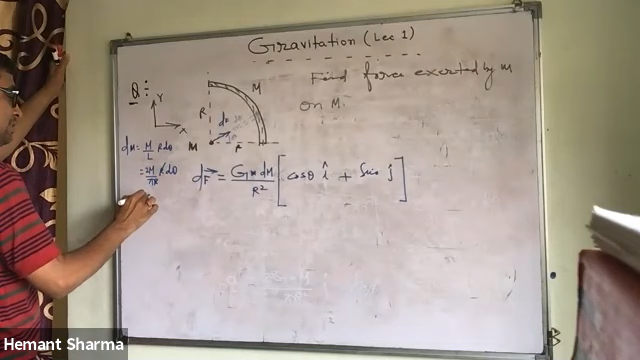 Gravitation (Lec 1)
Q:
Find force exerted by m
on M.
M
Y
X
R
dθ
M
R
dM = M/L Rdθ
= 2M/πR Rdθ
dF = G m dM / R² [ cosθ î + sinθ ĵ ]
Hemant Sharma